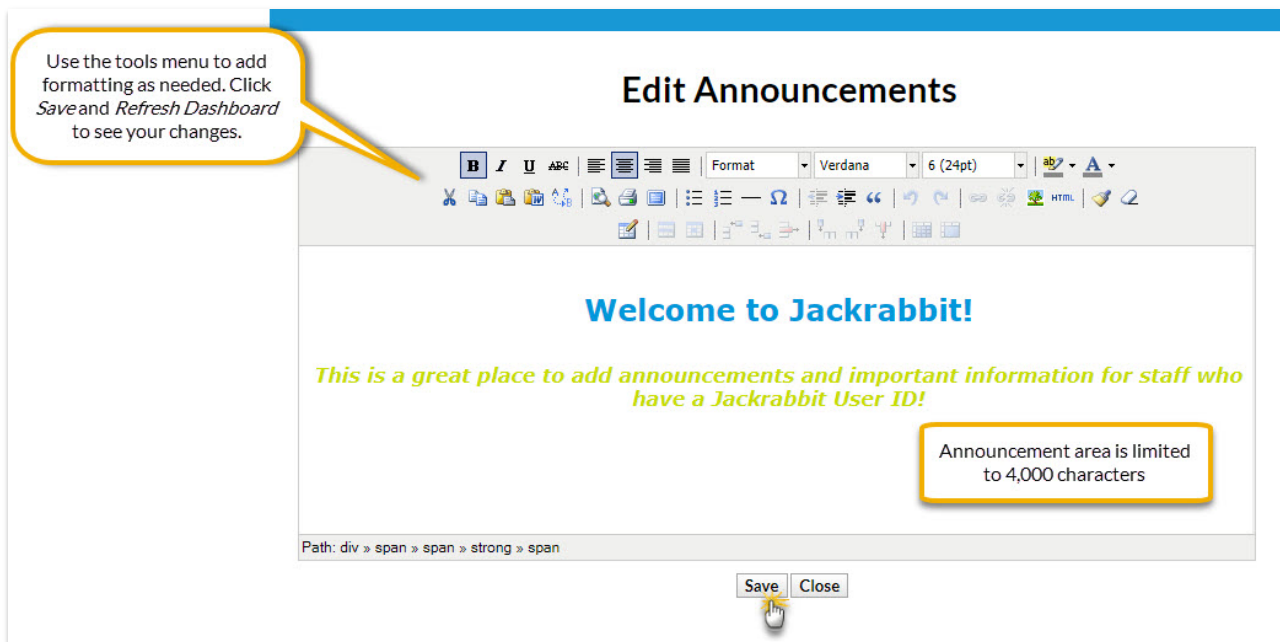 Use the tools menu to add
formatting as needed. Click
Save and Refresh Dashboard
to see your changes.
Edit Announcements
B I U ABC Format Verdana 6 (24pt) ab A
Ω “ HTML
Welcome to Jackrabbit!
This is a great place to add announcements and important information for staff who
have a Jackrabbit User ID!
Announcement area is limited
to 4,000 characters
Path: div » span » span » strong » span
Save Close